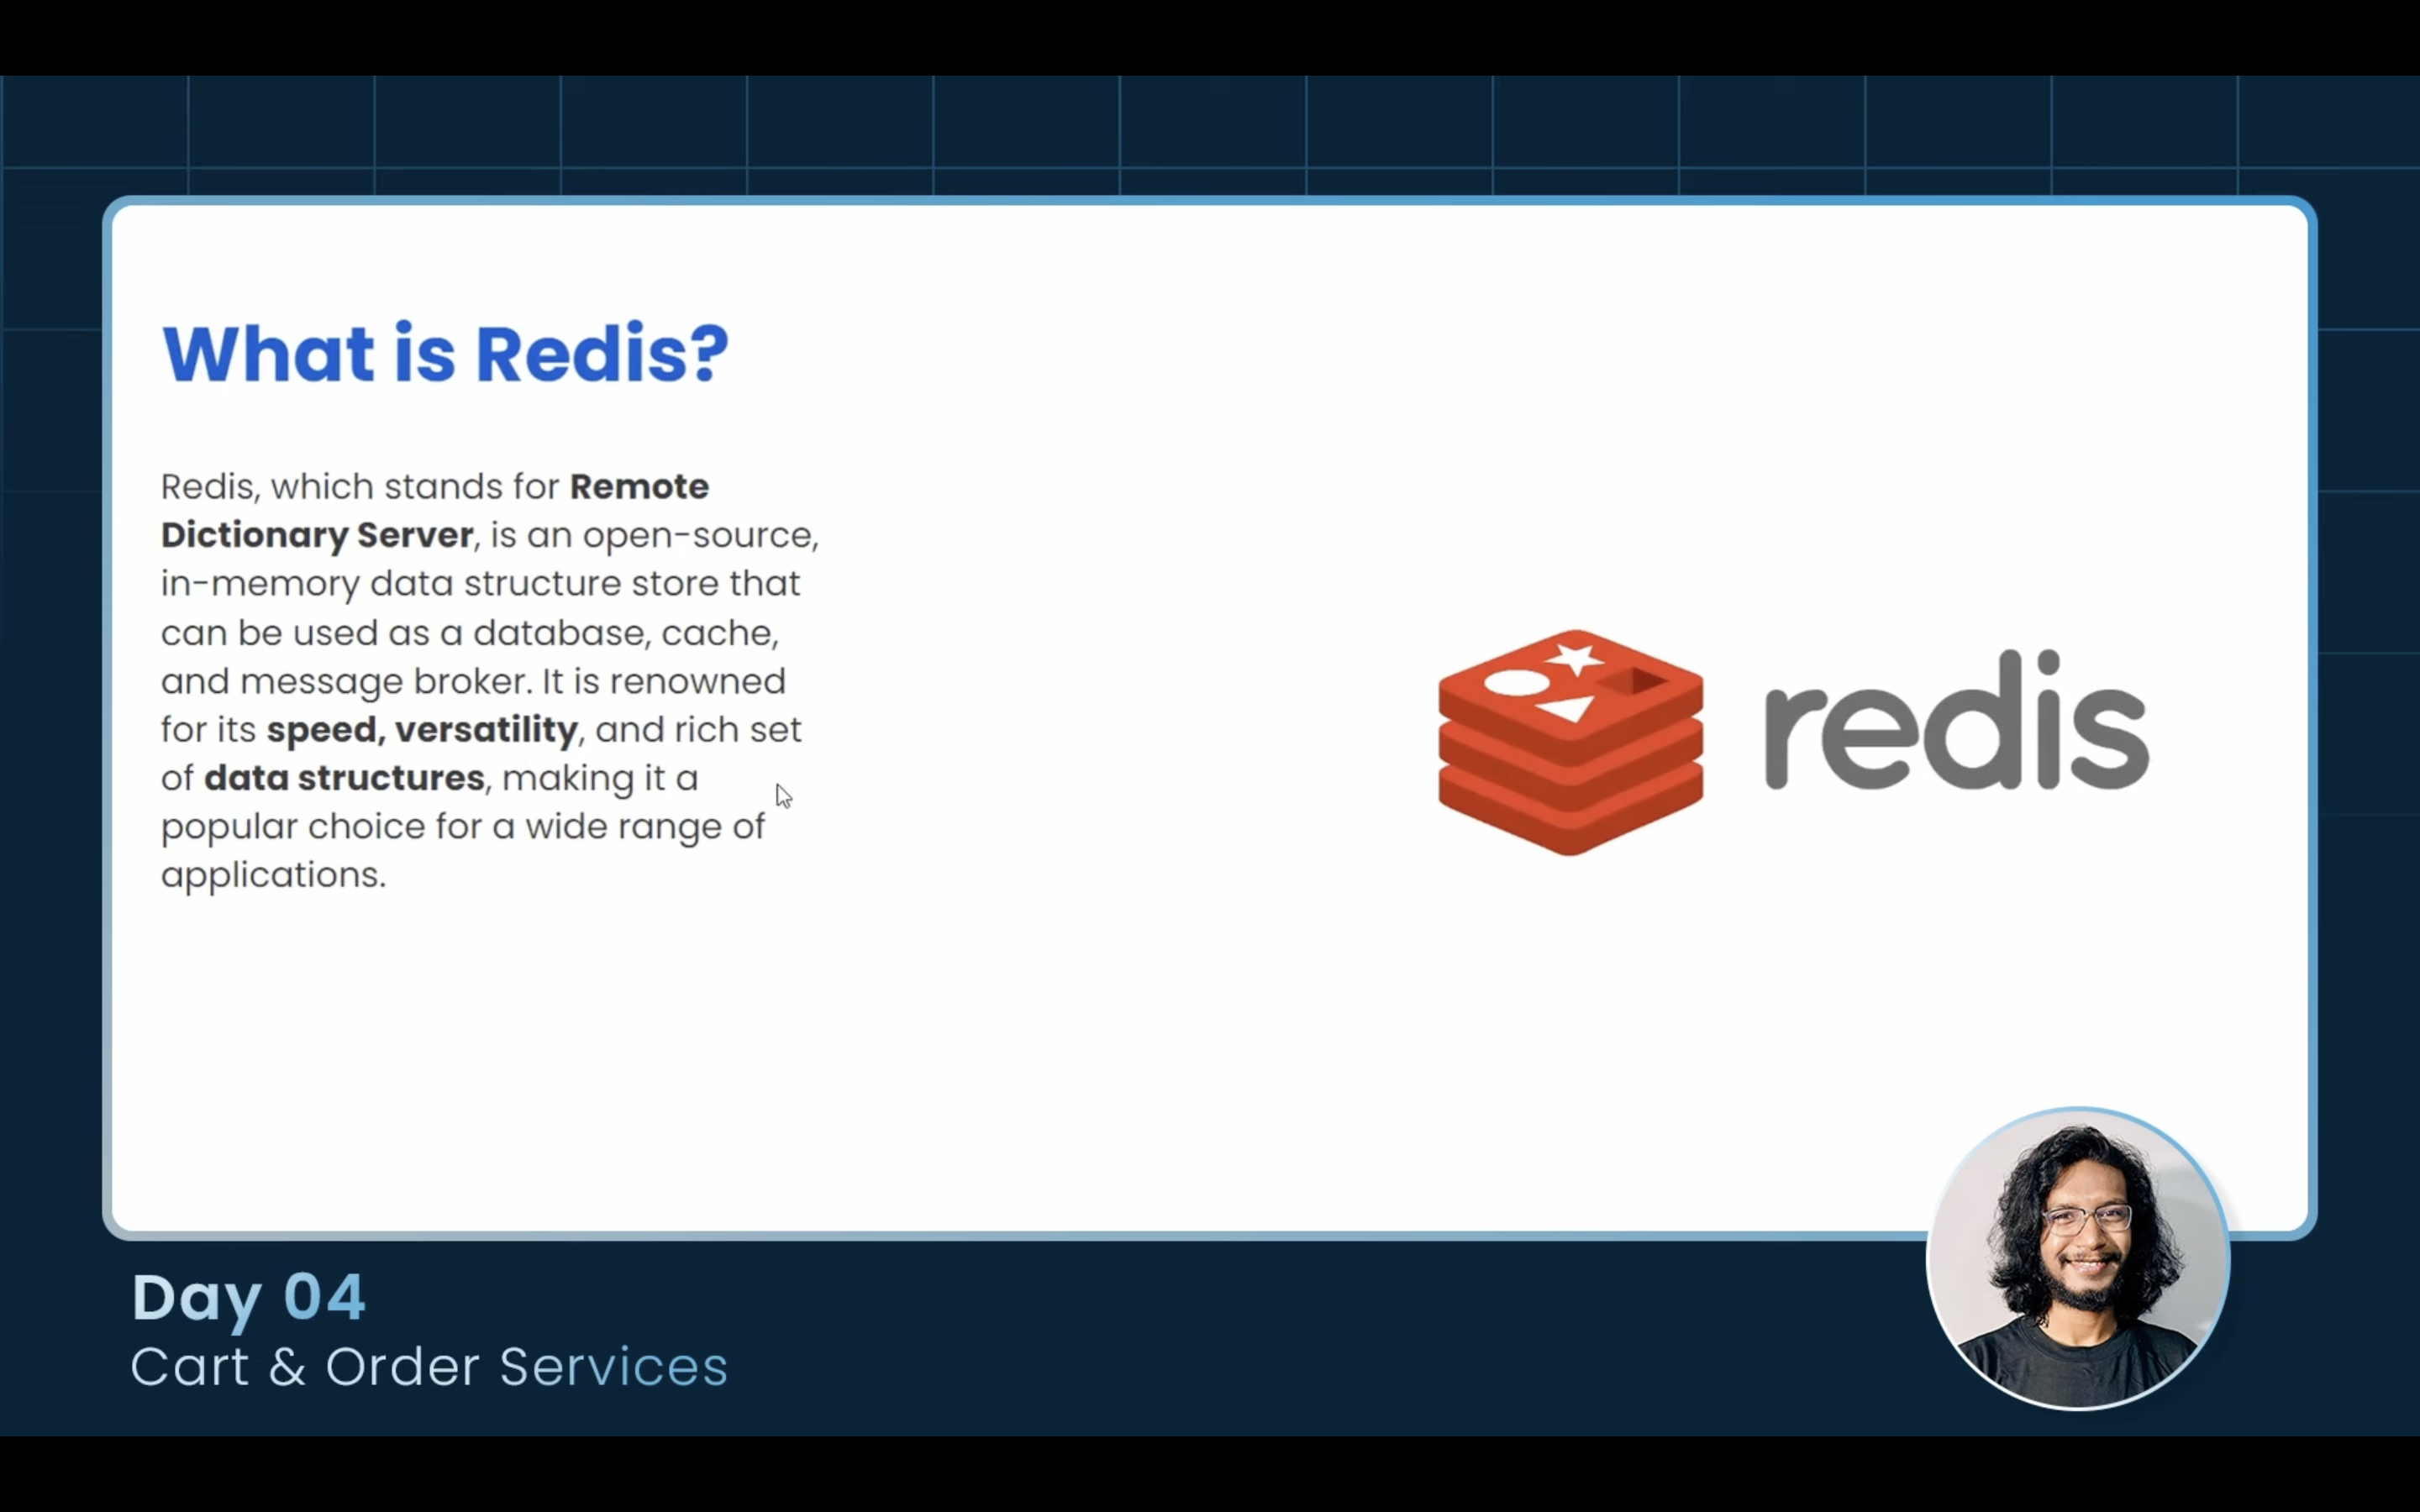 What is Redis?
Redis, which stands for Remote
Dictionary Server, is an open-source,
in-memory data structure store that
can be used as a database, cache,
and message broker. It is renowned
for its speed, versatility, and rich set
of data structures, making it a
popular choice for a wide range of
applications.
redis
Day 04
Cart & Order Services